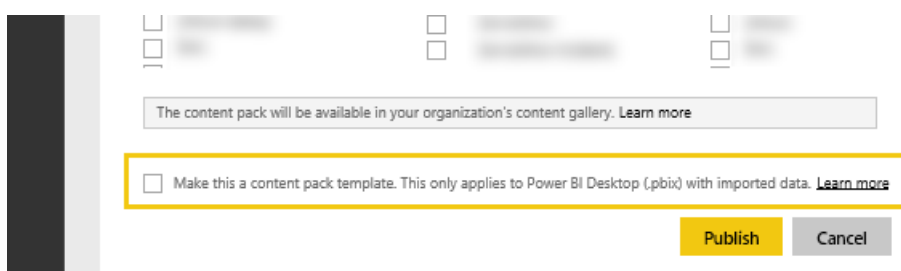 The content pack will be available in your organization's content gallery. Learn more
Make this a content pack template. This only applies to Power BI Desktop (.pbix) with imported data. Learn more
Publish Cancel